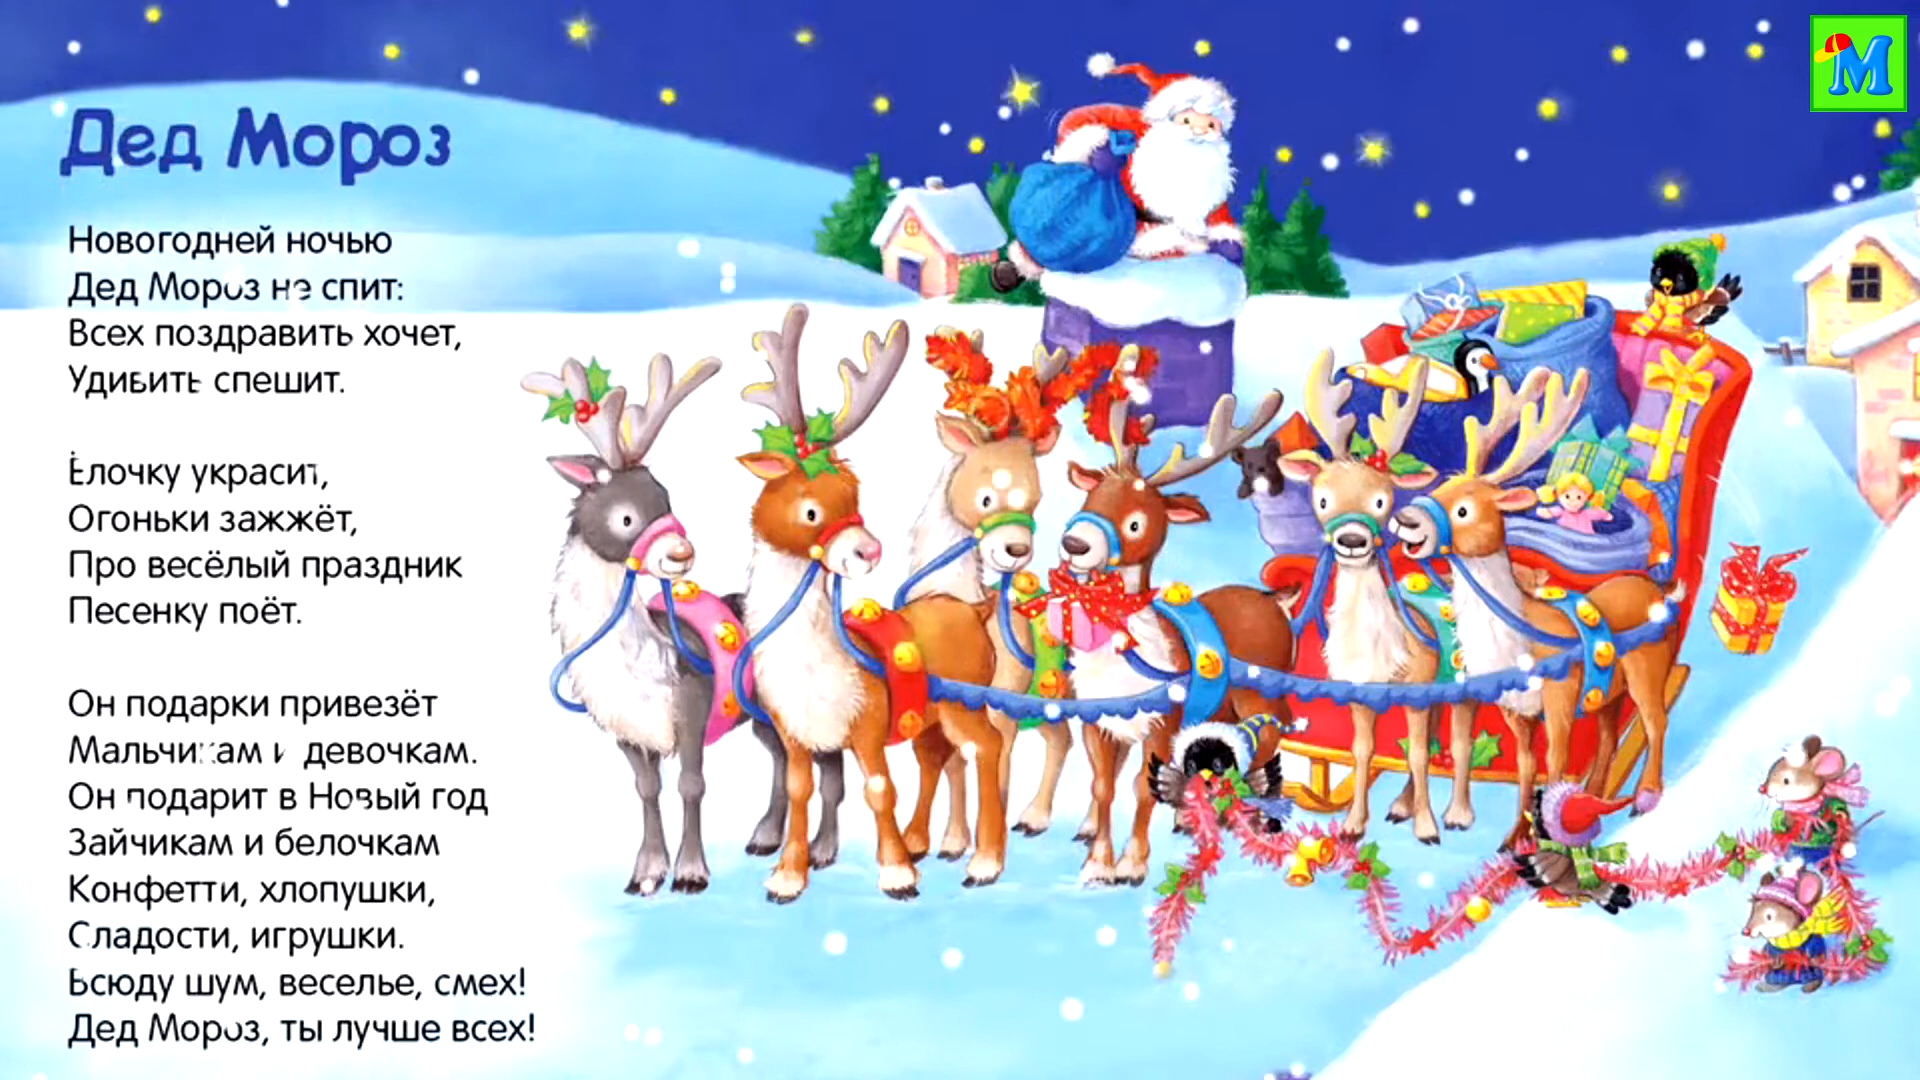 Дед Мороз
Новогодней ночью
Дед Мороз не спит:
Всех поздравить хочет,
Удивить спешит.
Ёлочку украсит,
Огоньки зажжёт,
Про весёлый праздник
Песенку поёт.
Он подарки привезёт
Мальчикам и девочкам.
Он подарит в Новый год
Зайчикам и белочкам
Конфетти, хлопушки,
Сладости, игрушки.
Всюду шум, веселье, смех!
Дед Мороз, ты лучше всех!
M